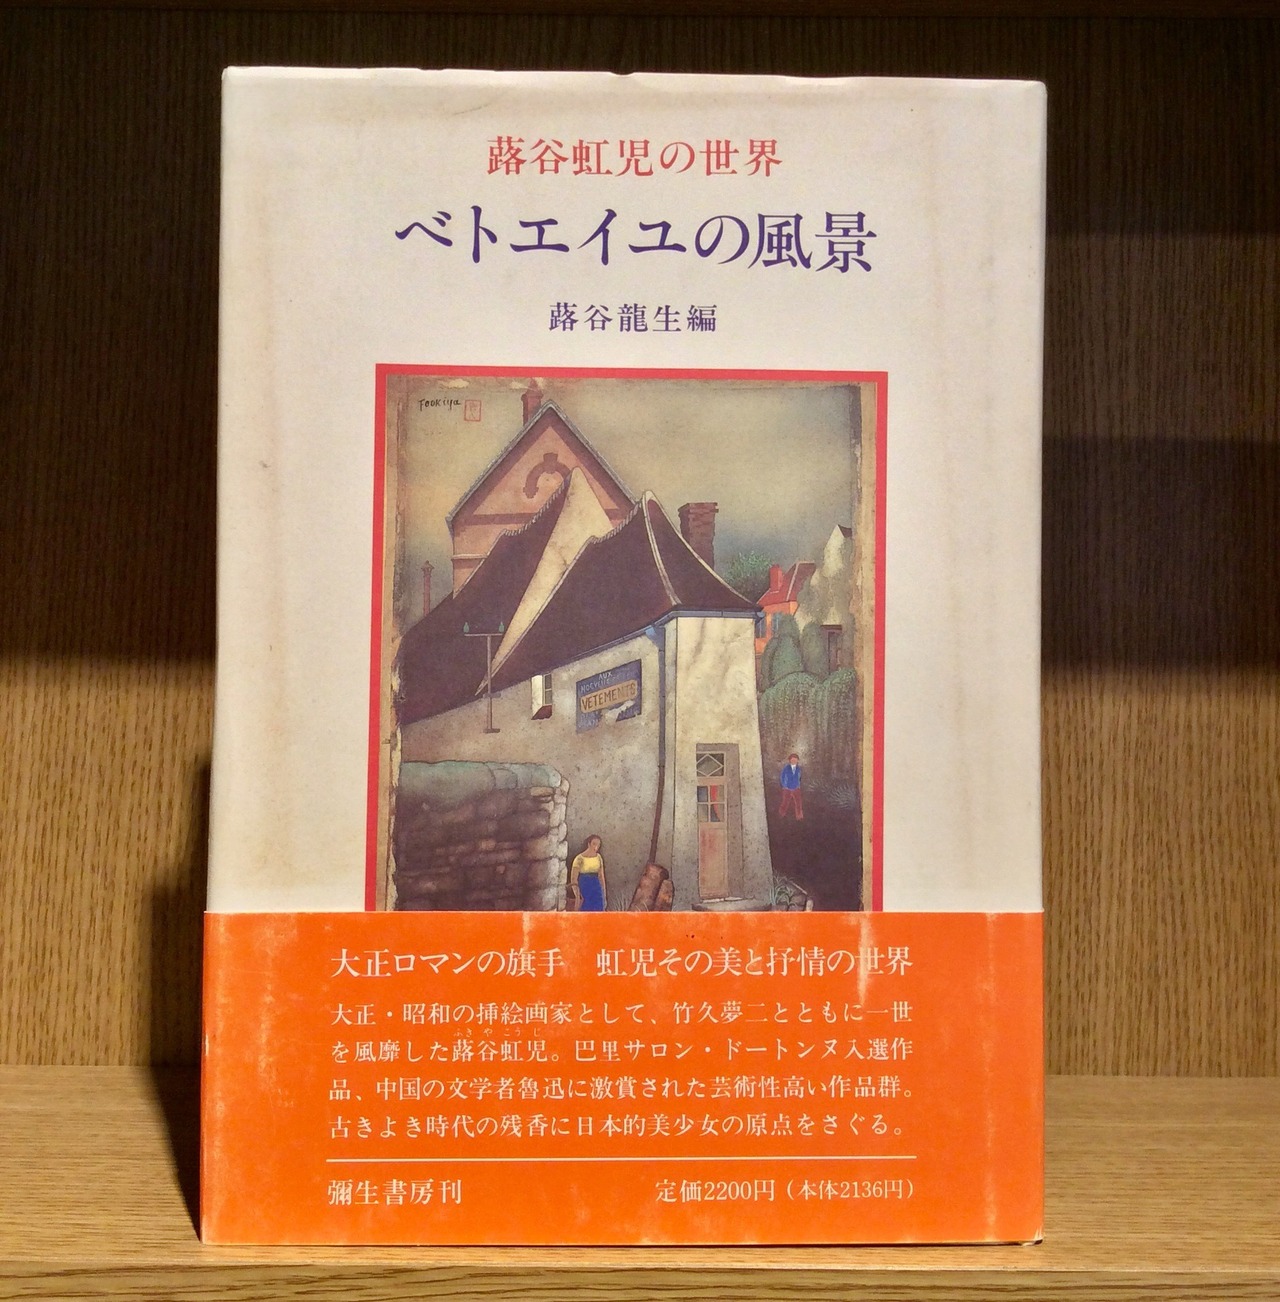 蕗谷虹児の世界
ベトエイユの風景
蕗谷龍生編
Fookiya
AUX
VETEMENTS
大正ロマンの旗手　虹児その美と抒情の世界
大正・昭和の挿絵画家として、竹久夢二とともに一世
ふき や こう じ
を風靡した蕗谷虹児。巴里サロン・ドートンヌ入選作
品、中国の文学者魯迅に激賞された芸術性高い作品群。
古きよき時代の残香に日本的美少女の原点をさぐる。
彌生書房刊
定価2200円（本体2136円）